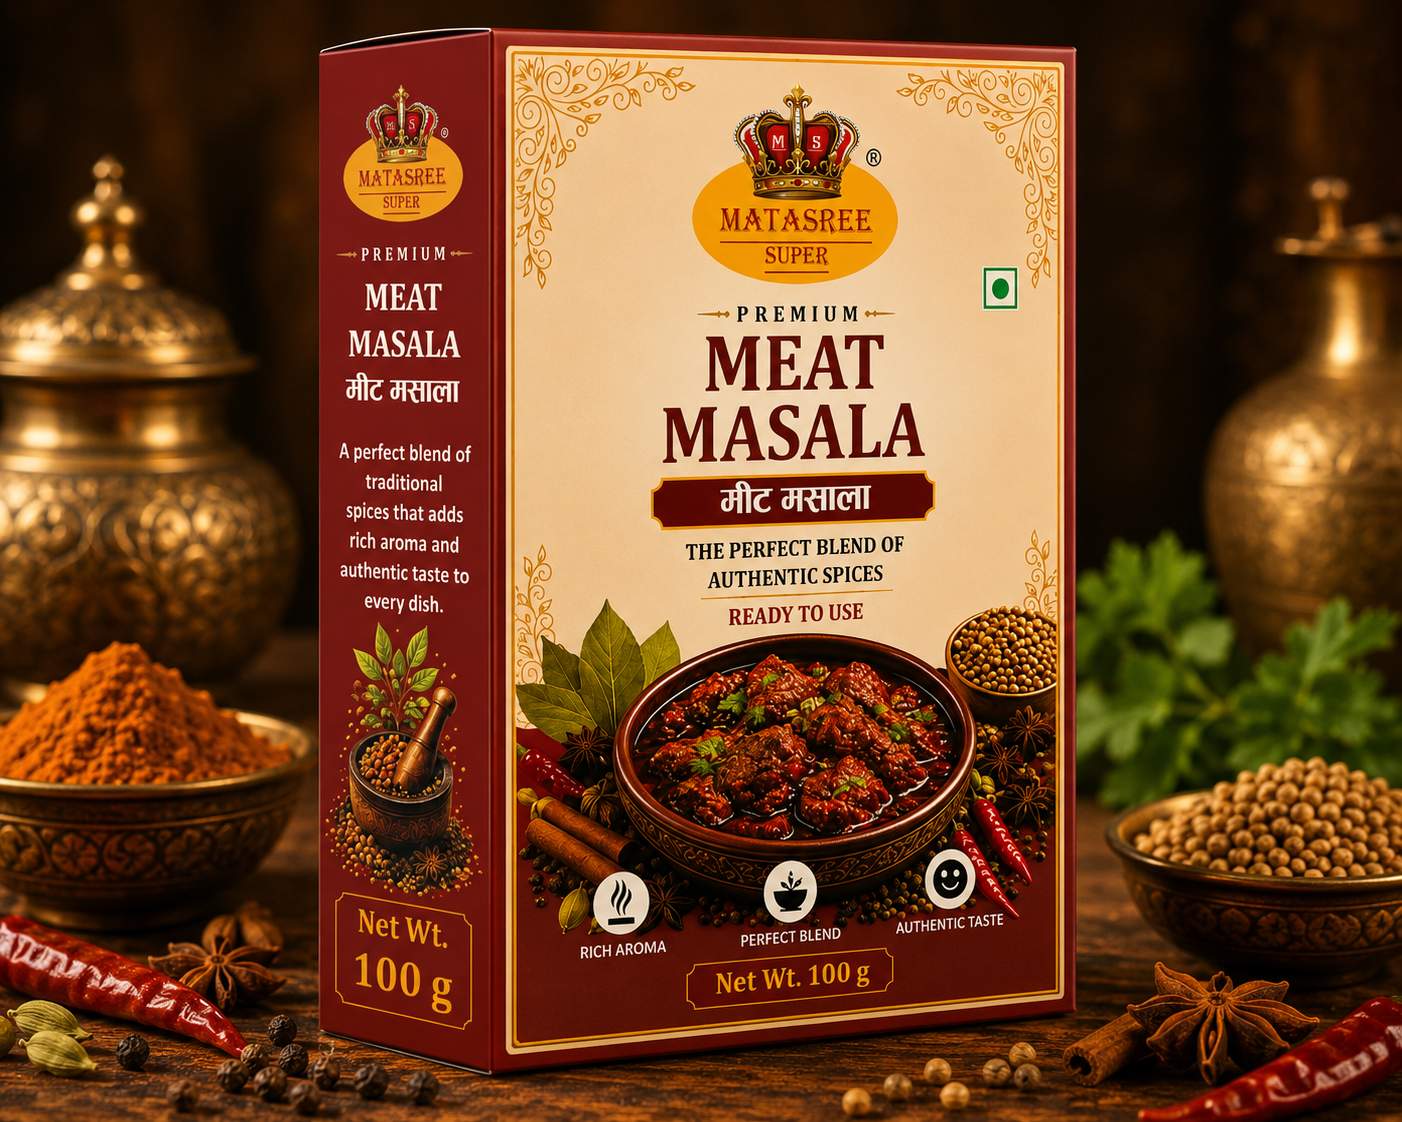 M S
®
MATASREE
SUPER
PREMIUM
MEAT
MASALA
मीट मसाला
A perfect blend of
traditional
spices that adds
rich aroma and
authentic taste to
every dish.
Net Wt.
100 g
M S
®
MATASREE
SUPER
PREMIUM
MEAT
MASALA
मीट मसाला
THE PERFECT BLEND OF
AUTHENTIC SPICES
READY TO USE
RICH AROMA
PERFECT BLEND
AUTHENTIC TASTE
Net Wt. 100 g